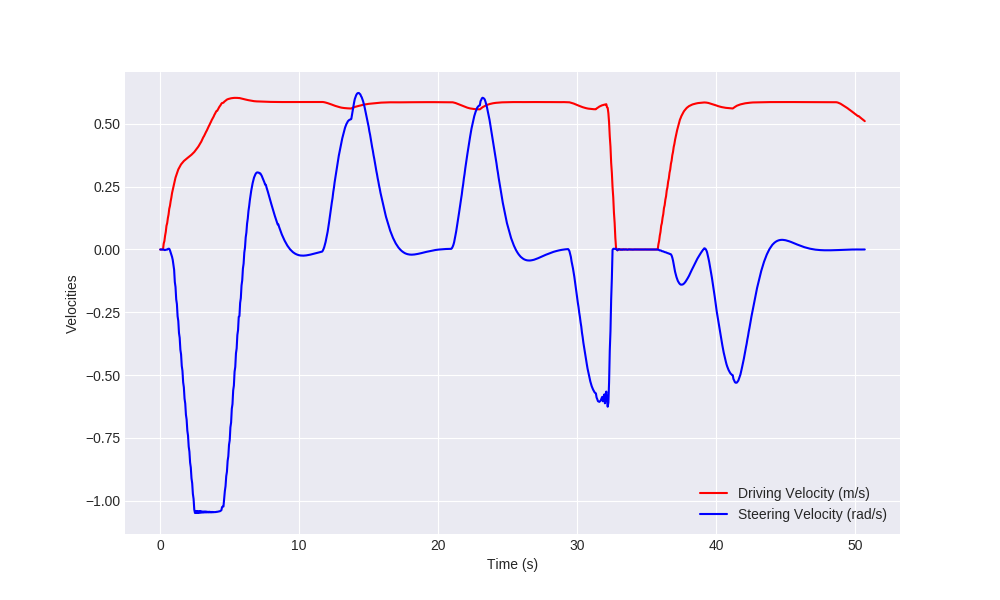 0.50
0.25
0.00
−0.25
−0.50
−0.75
−1.00
Velocities
0 10 20 30 40 50
Time (s)
Driving Velocity (m/s)
Steering Velocity (rad/s)